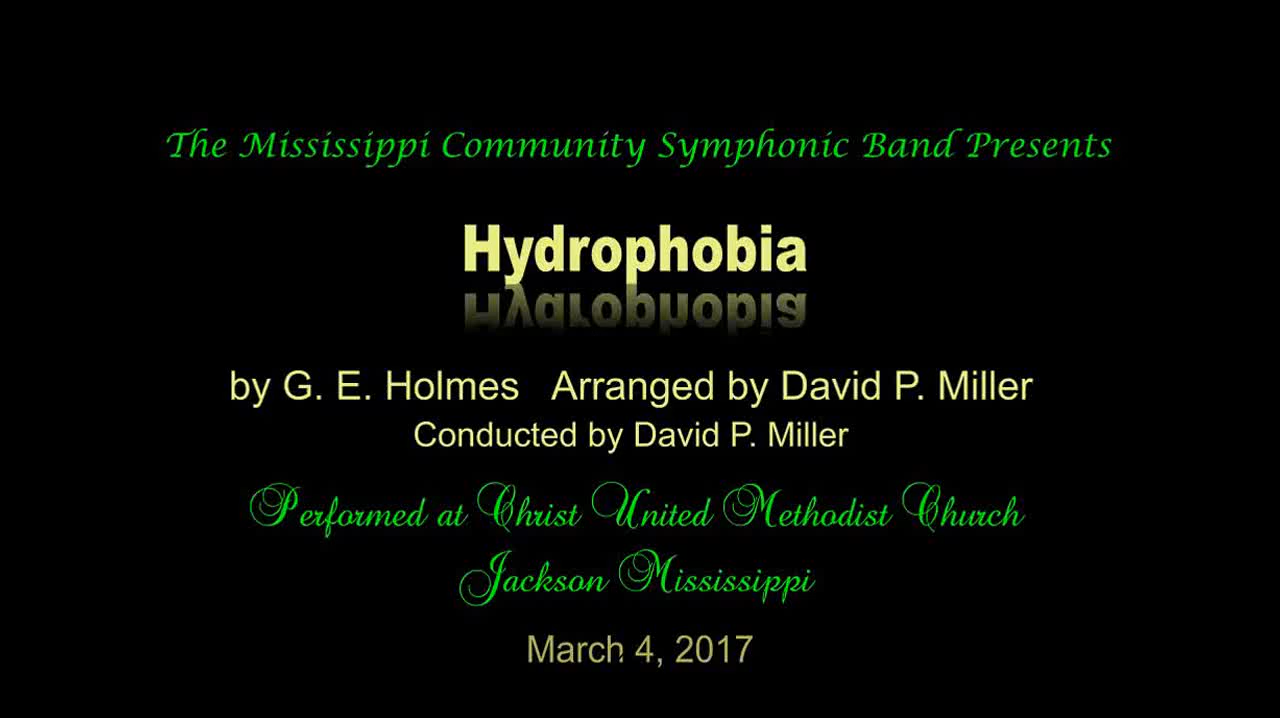 The Mississippi Community Symphonic Band Presents
Hydrophobia
by G. E. Holmes   Arranged by David P. Miller
Conducted by David P. Miller
Performed at Christ United Methodist Church
Jackson Mississippi
March 4, 2017